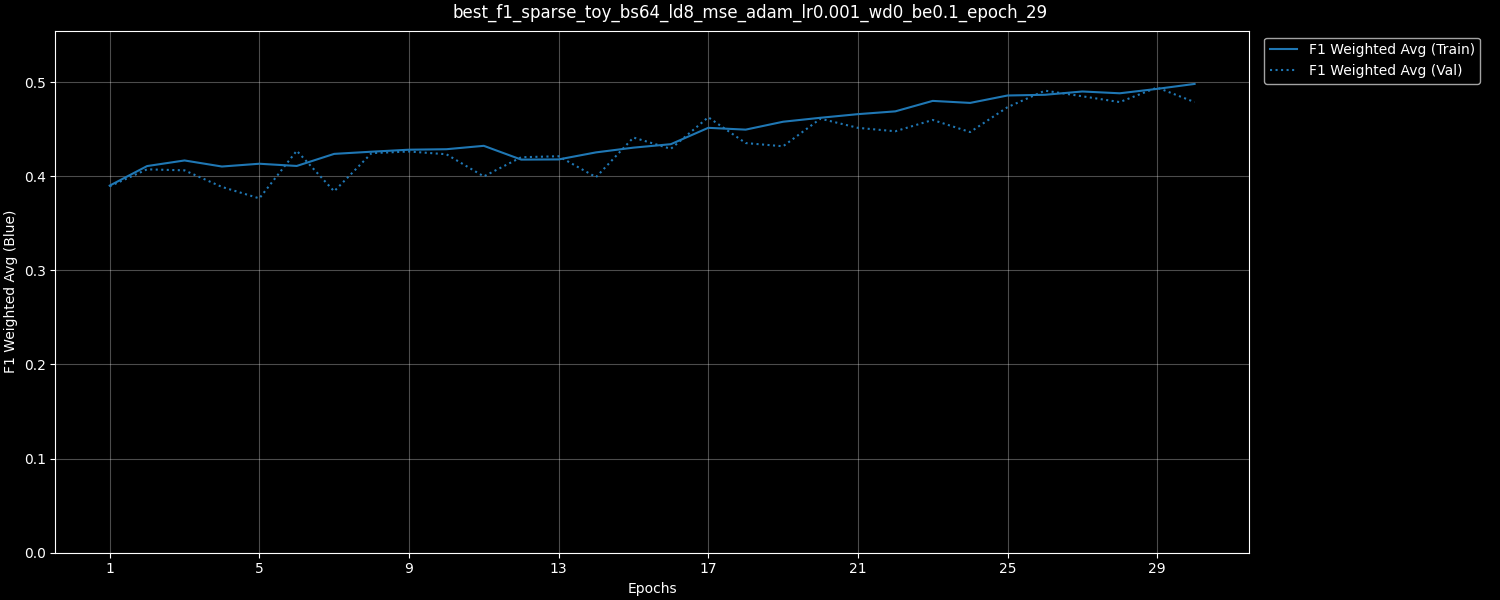 best_f1_sparse_toy_bs64_ld8_mse_adam_lr0.001_wd0_be0.1_epoch_29
F1 Weighted Avg (Train)
F1 Weighted Avg (Val)
F1 Weighted Avg (Blue)
0.5
0.4
0.3
0.2
0.1
0.0
1 5 9 13 17 21 25 29
Epochs